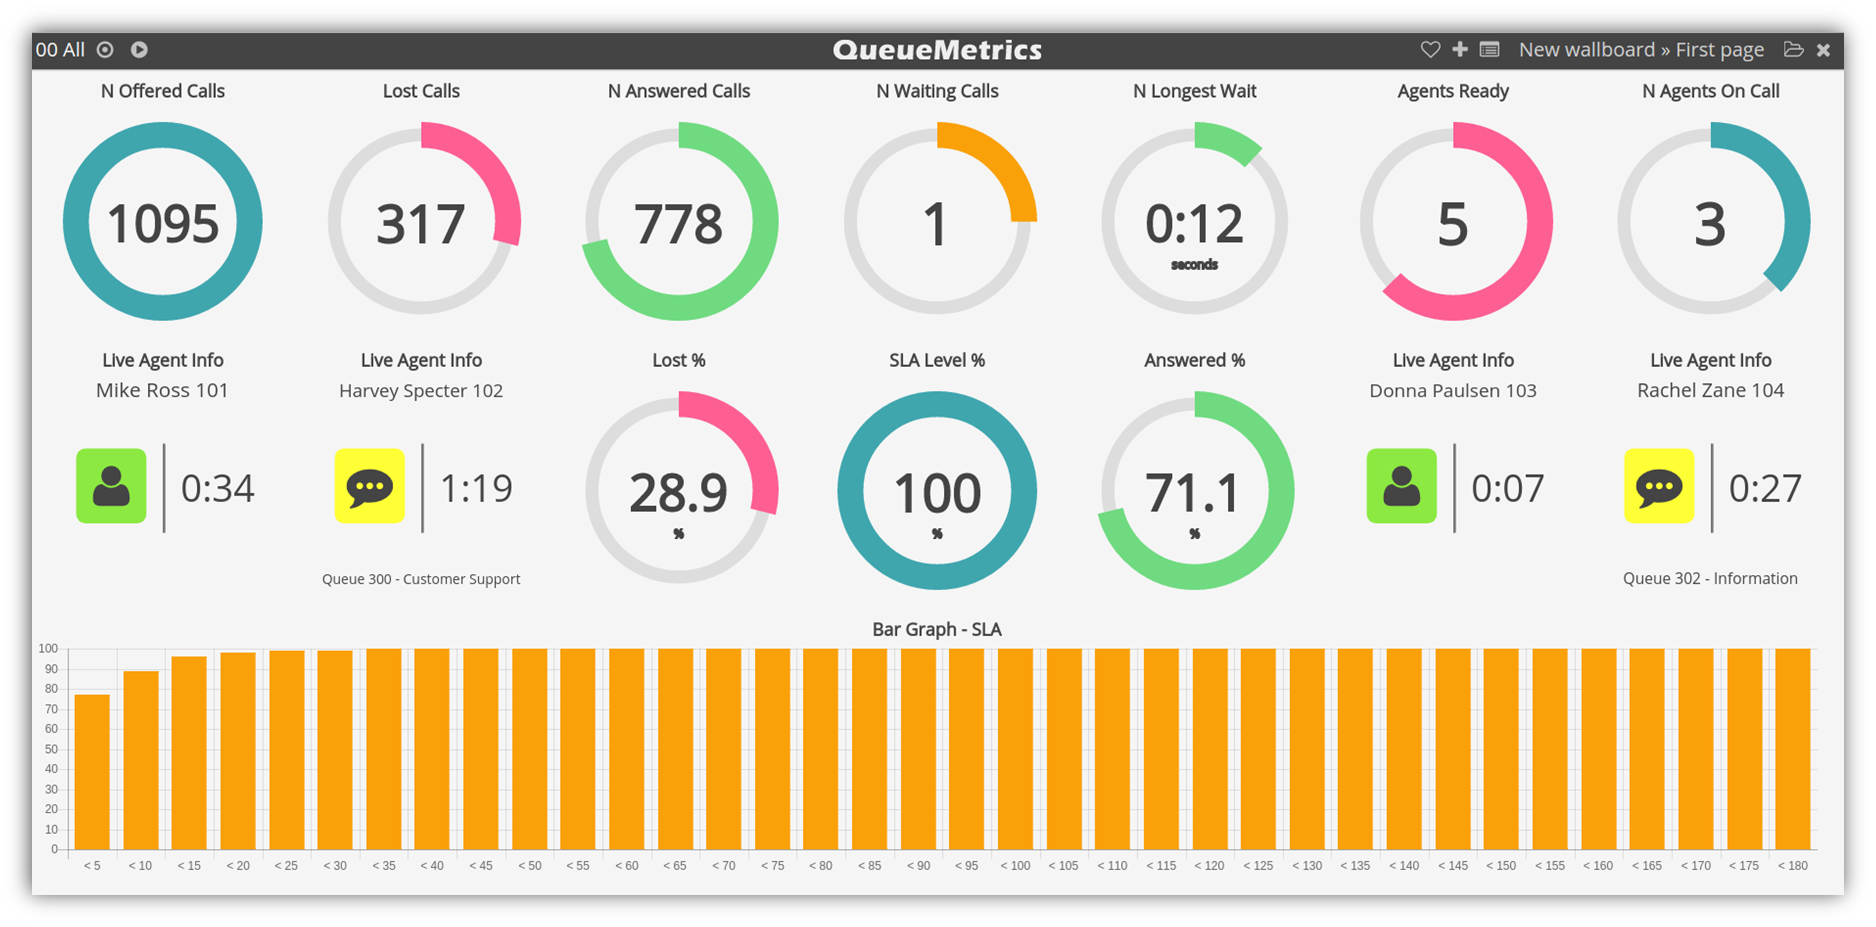 00 All
QueueMetrics
New wallboard » First page
N Offered Calls
Lost Calls
N Answered Calls
N Waiting Calls
N Longest Wait
Agents Ready
N Agents On Call
1095
317
778
1
0:12
seconds
5
3
Live Agent Info
Mike Ross 101
0:34
Live Agent Info
Harvey Specter 102
1:19
Queue 300 - Customer Support
Lost %
28.9
%
SLA Level %
100
%
Answered %
71.1
%
Live Agent Info
Donna Paulsen 103
0:07
Live Agent Info
Rachel Zane 104
0:27
Queue 302 - Information
Bar Graph - SLA
100
90
80
70
60
50
40
30
20
10
0
< 5 < 10 < 15 < 20 < 25 < 30 < 35 < 40 < 45 < 50 < 55 < 60 < 65 < 70 < 75 < 80 < 85 < 90 < 95 < 100 < 105 < 110 < 115 < 120 < 125 < 130 < 135 < 140 < 145 < 150 < 155 < 160 < 165 < 170 < 175 < 180